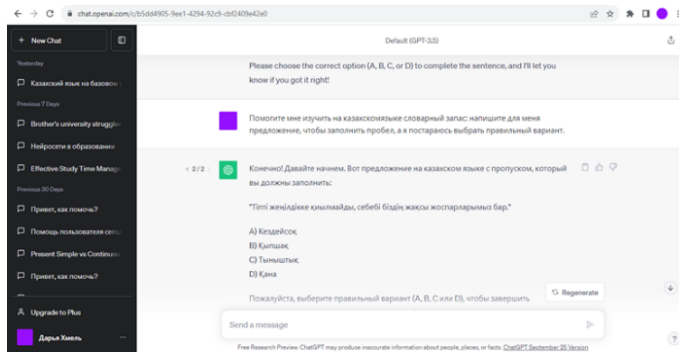 chat.openai.com/c/b5dd4905-9ee1-4294-92c9-cbf2409e42e0
New Chat
Default (GPT-3.5)
Yesterday
Казахский язык на базовом
Previous 7 Days
Brother's university struggle
Нейросети в образовании
Effective Study Time Manag
Previous 30 Days
Привет, как помочь?
Помощь пользователя сего
Present Simple vs Continuo
Привет, как помочь?
Upgrade to Plus
Дарья Хмель
Please choose the correct option (A, B, C, or D) to complete the sentence, and I'll let
you know if you got it right!
Помогите мне изучить на казахскомязыке словарный запас: напишите для меня
предложение, чтобы заполнить пробел, а я постараюсь выбрать правильный вариант.
2/2
Конечно! Давайте начнем. Вот предложение на казахском языке с пропуском, который
вы должны заполнить:
"Тіпті жеңілдікке қиылмайды, себебі біздің жақсы жоспарларымыз бар."
A) Кездейсоқ
B) Қыпшақ
C) Тыныштық
D) Қана
Пожалуйста, выберите правильный вариант (A, B, C или D), чтобы завершить
Regenerate
Send a message
Free Research Preview. ChatGPT may produce inaccurate information about people, places, or facts. ChatGPT September 25 Version